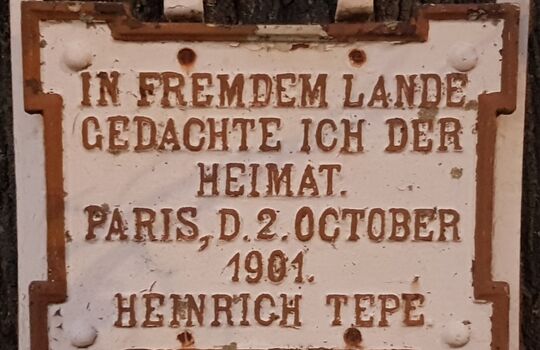 IN FREMDEM LANDE
GEDACHTE ICH DER
HEIMAT.
PARIS, D. 2. OCTOBER
1901.
HEINRICH TEPE